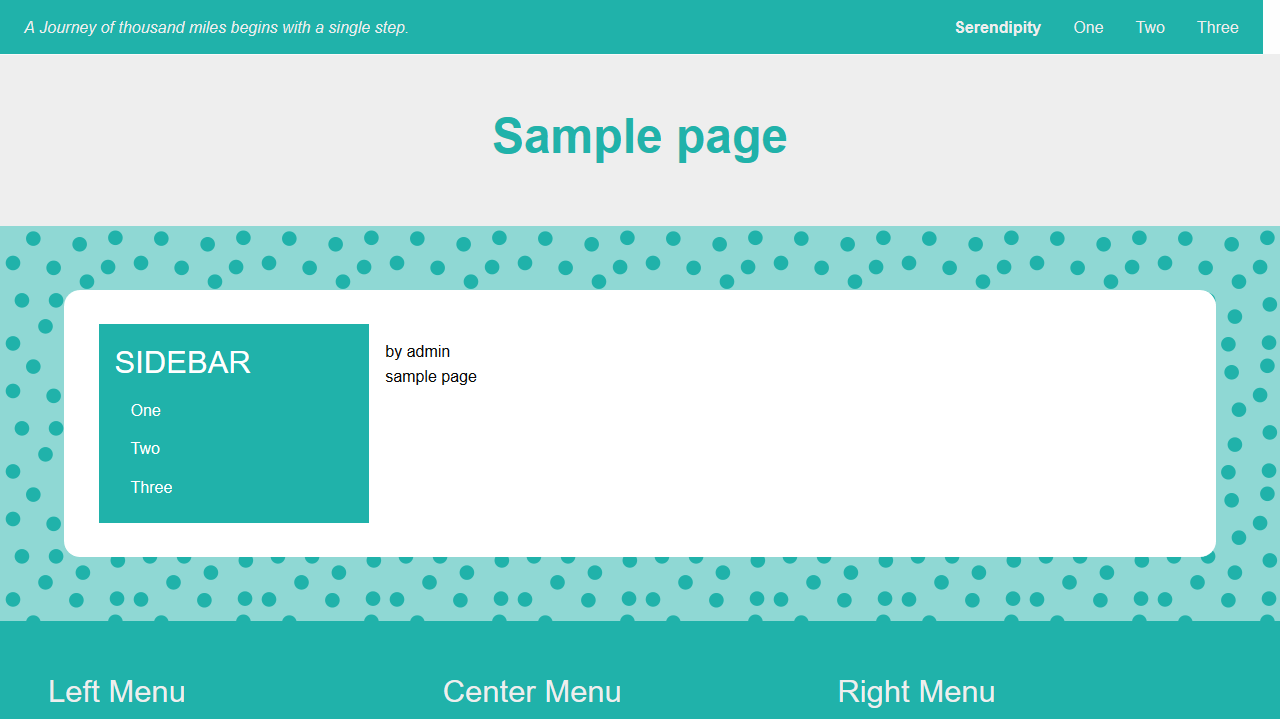 A Journey of thousand miles begins with a single step.
Serendipity One Two Three
Sample page
SIDEBAR
One
Two
Three
by admin
sample page
Left Menu
Center Menu
Right Menu